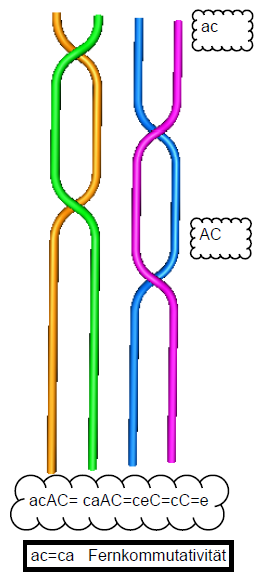 ac
AC
acAC= caAC=ceC=cC=e
ac=ca Fernkommutativität